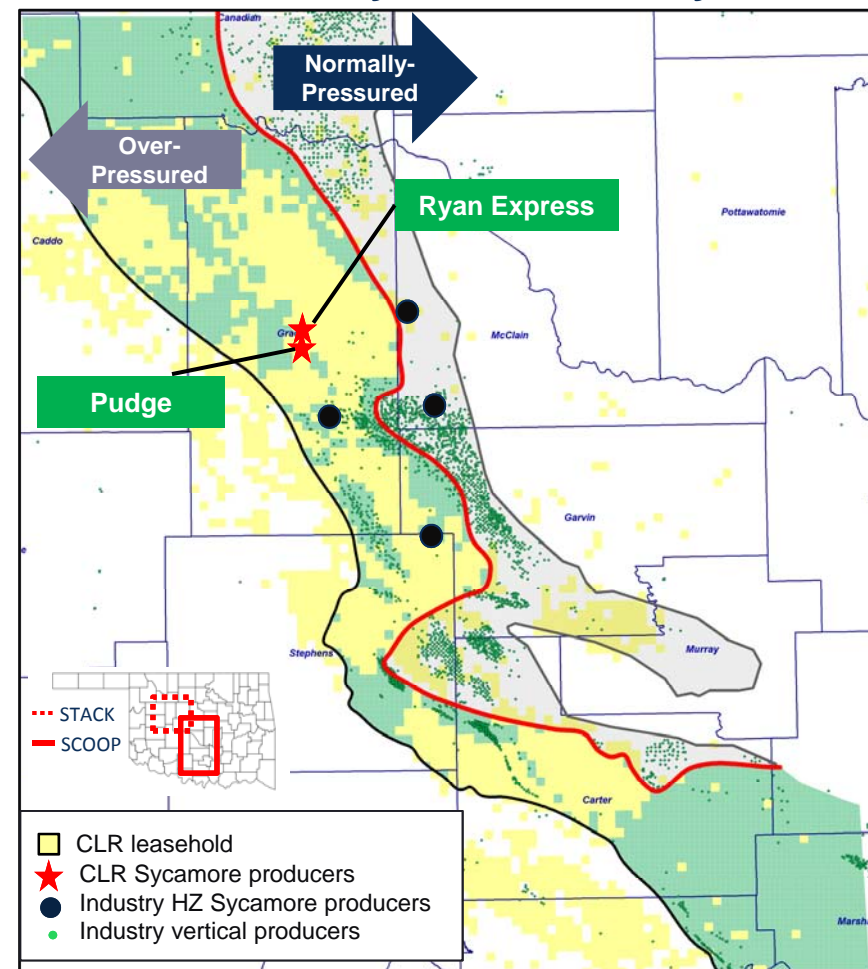 Canadian
Normally-
Pressured
Over-
Pressured
Ryan Express
Pottawatomie
Caddo
McClain
Pudge
Garvin
Stephens
Murray
STACK
SCOOP
Carter
CLR leasehold
CLR Sycamore producers
Industry HZ Sycamore producers
Industry vertical producers